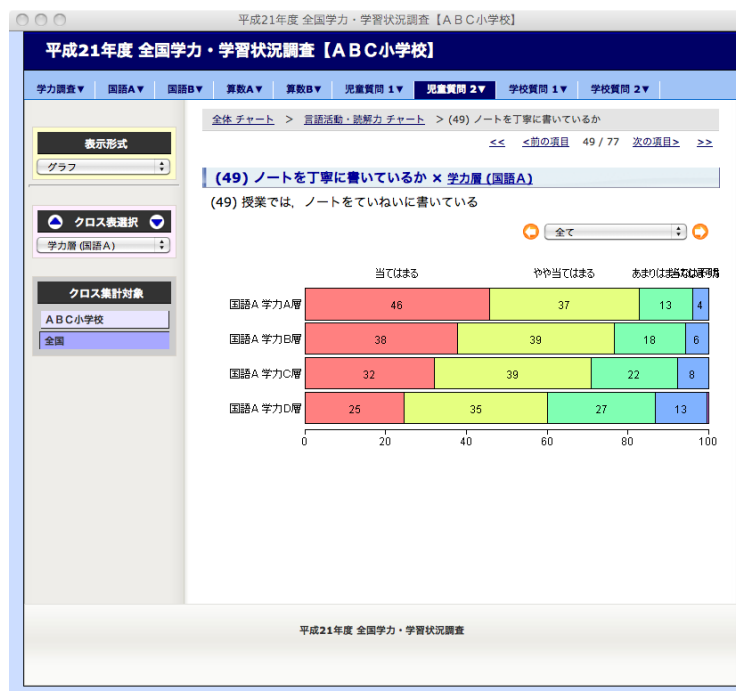 平成21年度 全国学力・学習状況調査【ＡＢＣ小学校】
平成21年度 全国学力・学習状況調査【ＡＢＣ小学校】
学力調査▼ 国語A▼ 国語B▼ 算数A▼ 算数B▼ 児童質問 1▼ 児童質問 2▼ 学校質問 1▼ 学校質問 2▼
全体 チャート > 言語活動・読解力 チャート > (49) ノートを丁寧に書いているか
<< <前の項目 49 / 77 次の項目> >>
表示形式
グラフ
クロス表選択
学力層 (国語Ａ)
クロス集計対象
ＡＢＣ小学校
全国
(49) ノートを丁寧に書いているか × 学力層 (国語Ａ)
(49) 授業では，ノートをていねいに書いている
全て
当てはまる やや当てはまる あまりはま
国語A 学力A層 46 37 13 4
国語A 学力B層 38 39 18 6
国語A 学力C層 32 39 22 8
国語A 学力D層 25 35 27 13
0 20 40 60 80 100
平成21年度 全国学力・学習状況調査